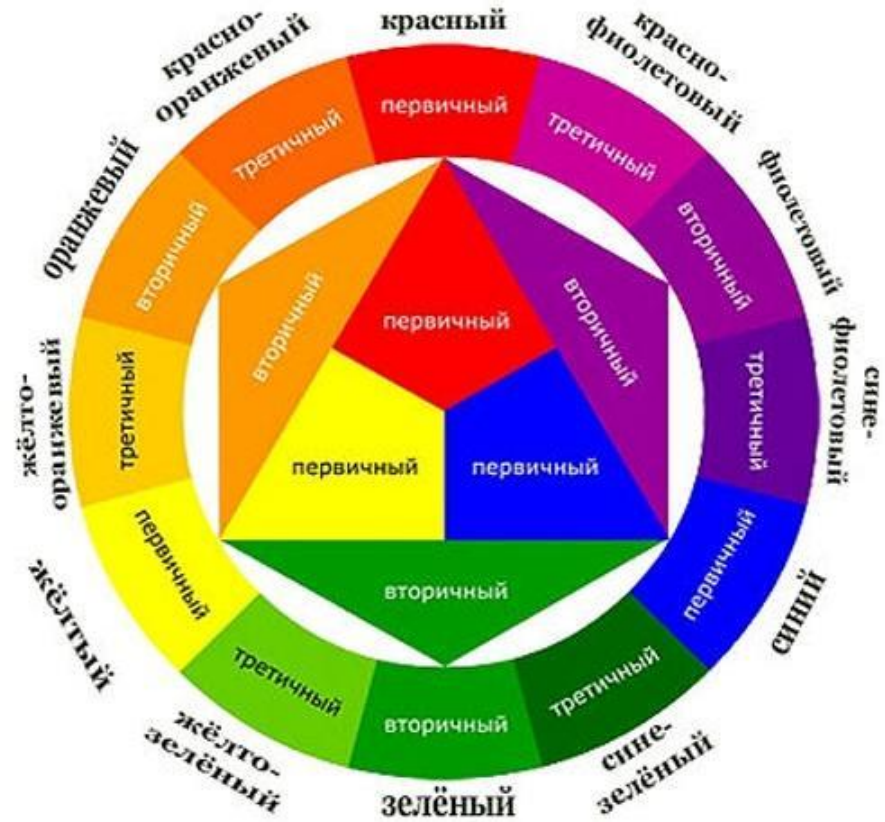 красный
красно-
фиолетовый
фиолетовый
сине-
фиолетовый
синий
сине-
зелёный
зелёный
жёлто-
зелёный
жёлтый
жёлто-
оранжевый
оранжевый
красно-
оранжевый
первичный
третичный
вторичный
третичный
первичный
третичный
вторичный
третичный
первичный
третичный
вторичный
третичный
первичный
вторичный
вторичный
первичный
первичный
вторичный